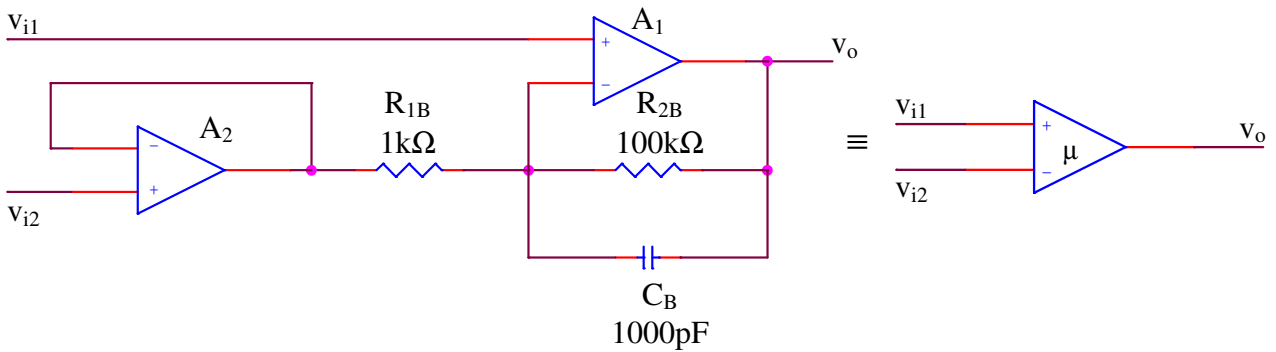 v_i1
A_1
+
−
v_o
R_1B
1kΩ
R_2B
100kΩ
A_2
−
+
v_i2
C_B
1000pF
≡
v_i1
+
μ
−
v_i2
v_o